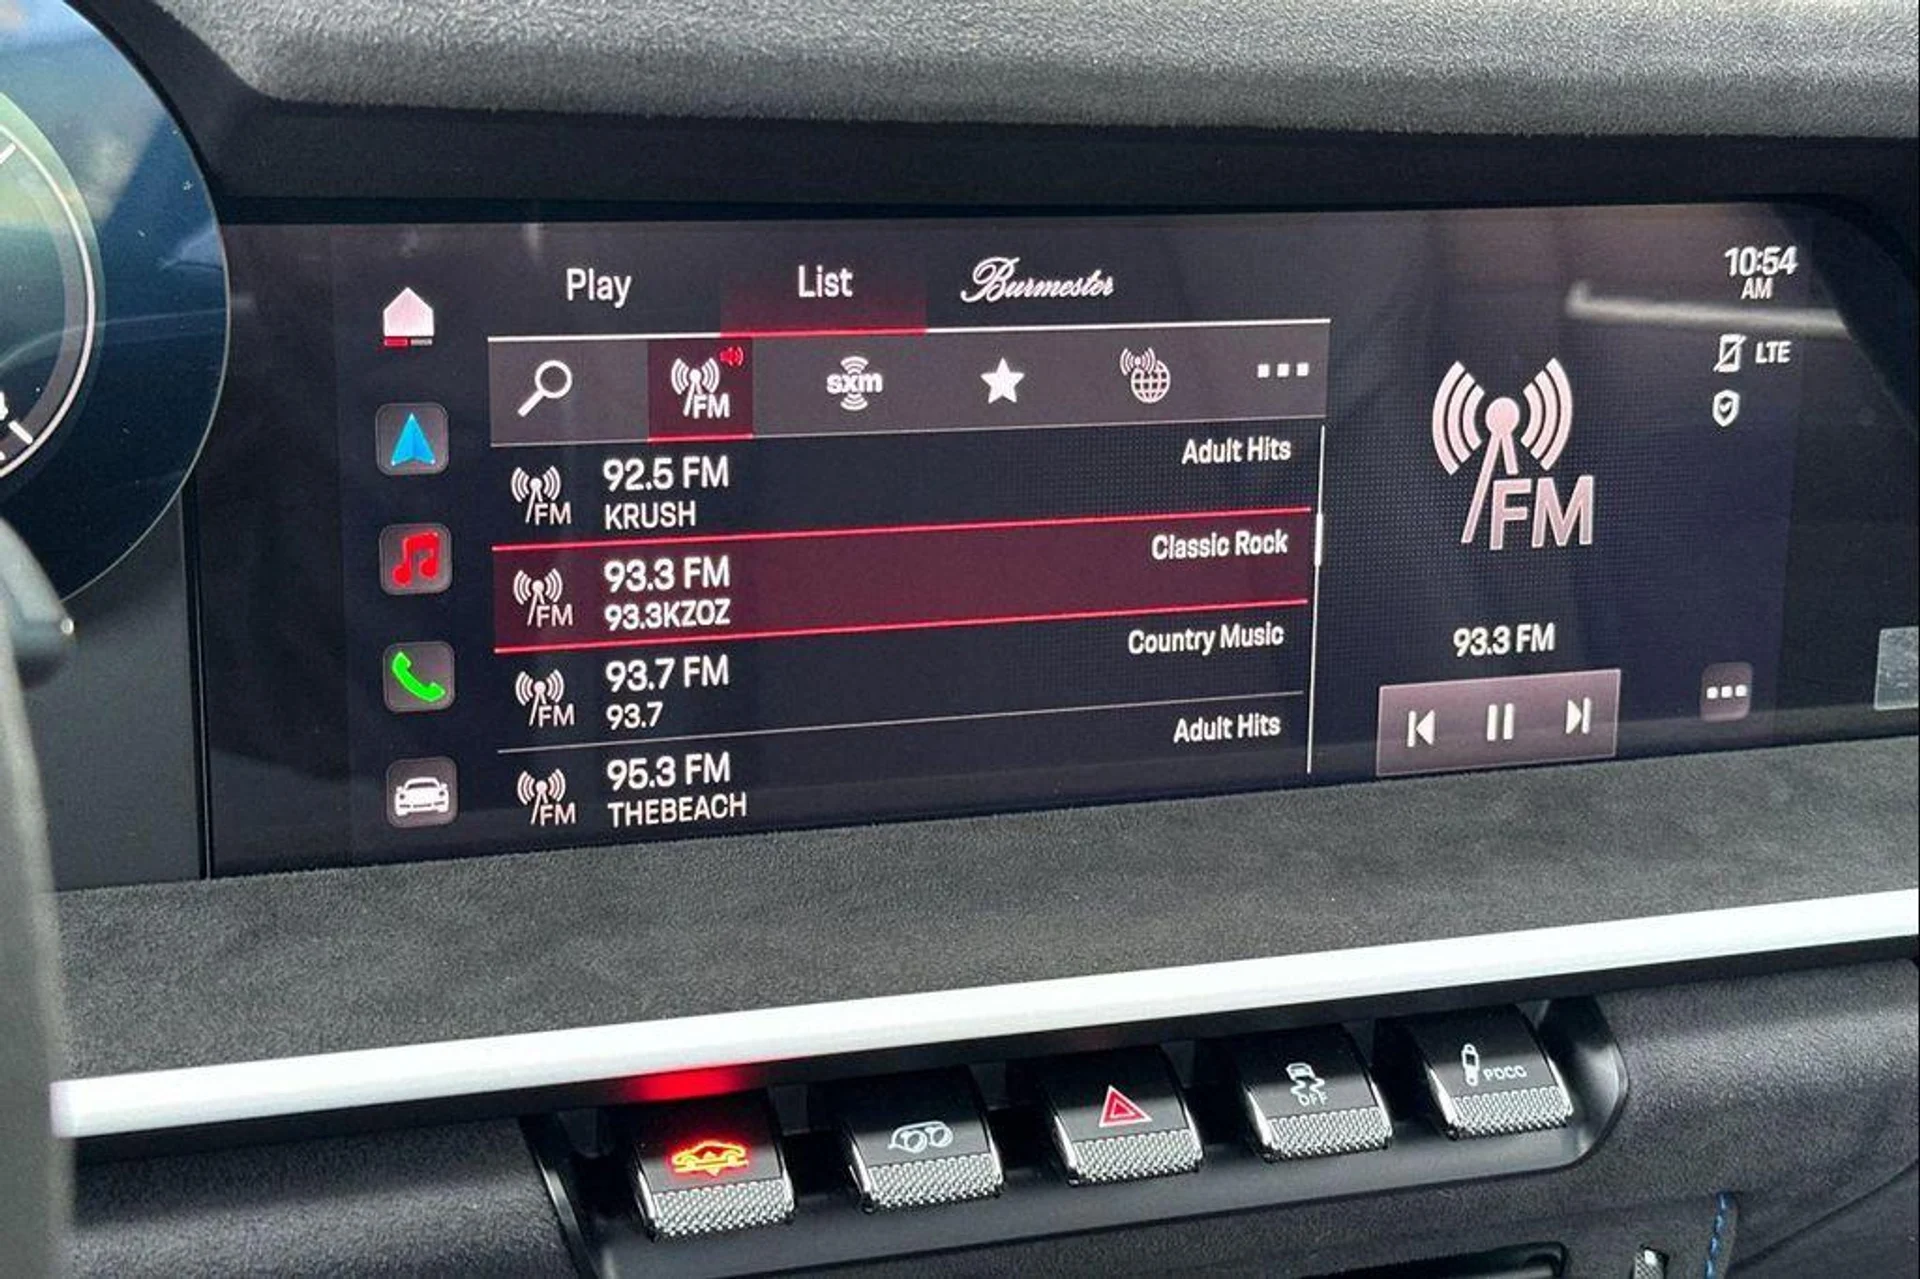 Play List Burmester
10:54
AM
LTE
FM sxm
92.5 FM Adult Hits
KRUSH
93.3 FM Classic Rock
93.3KZOZ
93.7 FM Country Music
93.7
95.3 FM Adult Hits
THEBEACH
FM
FM
FM
FM
FM
93.3 FM
OFF
PDCC